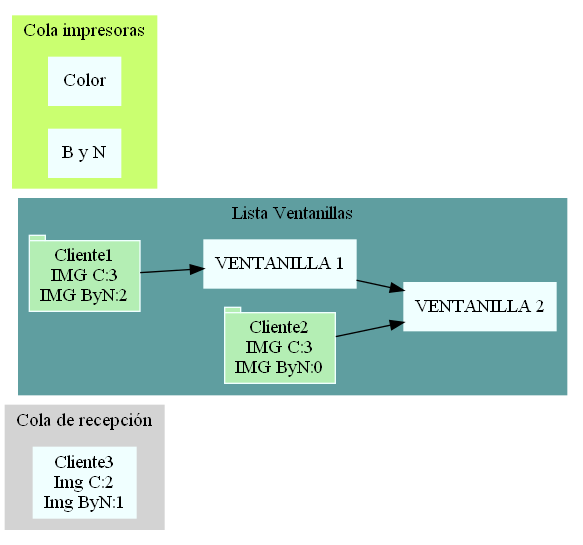 Cola impresoras
Color
B y N
Lista Ventanillas
Cliente1
IMG C:3
IMG ByN:2
VENTANILLA 1
VENTANILLA 2
Cliente2
IMG C:3
IMG ByN:0
Cola de recepción
Cliente3
Img C:2
Img ByN:1